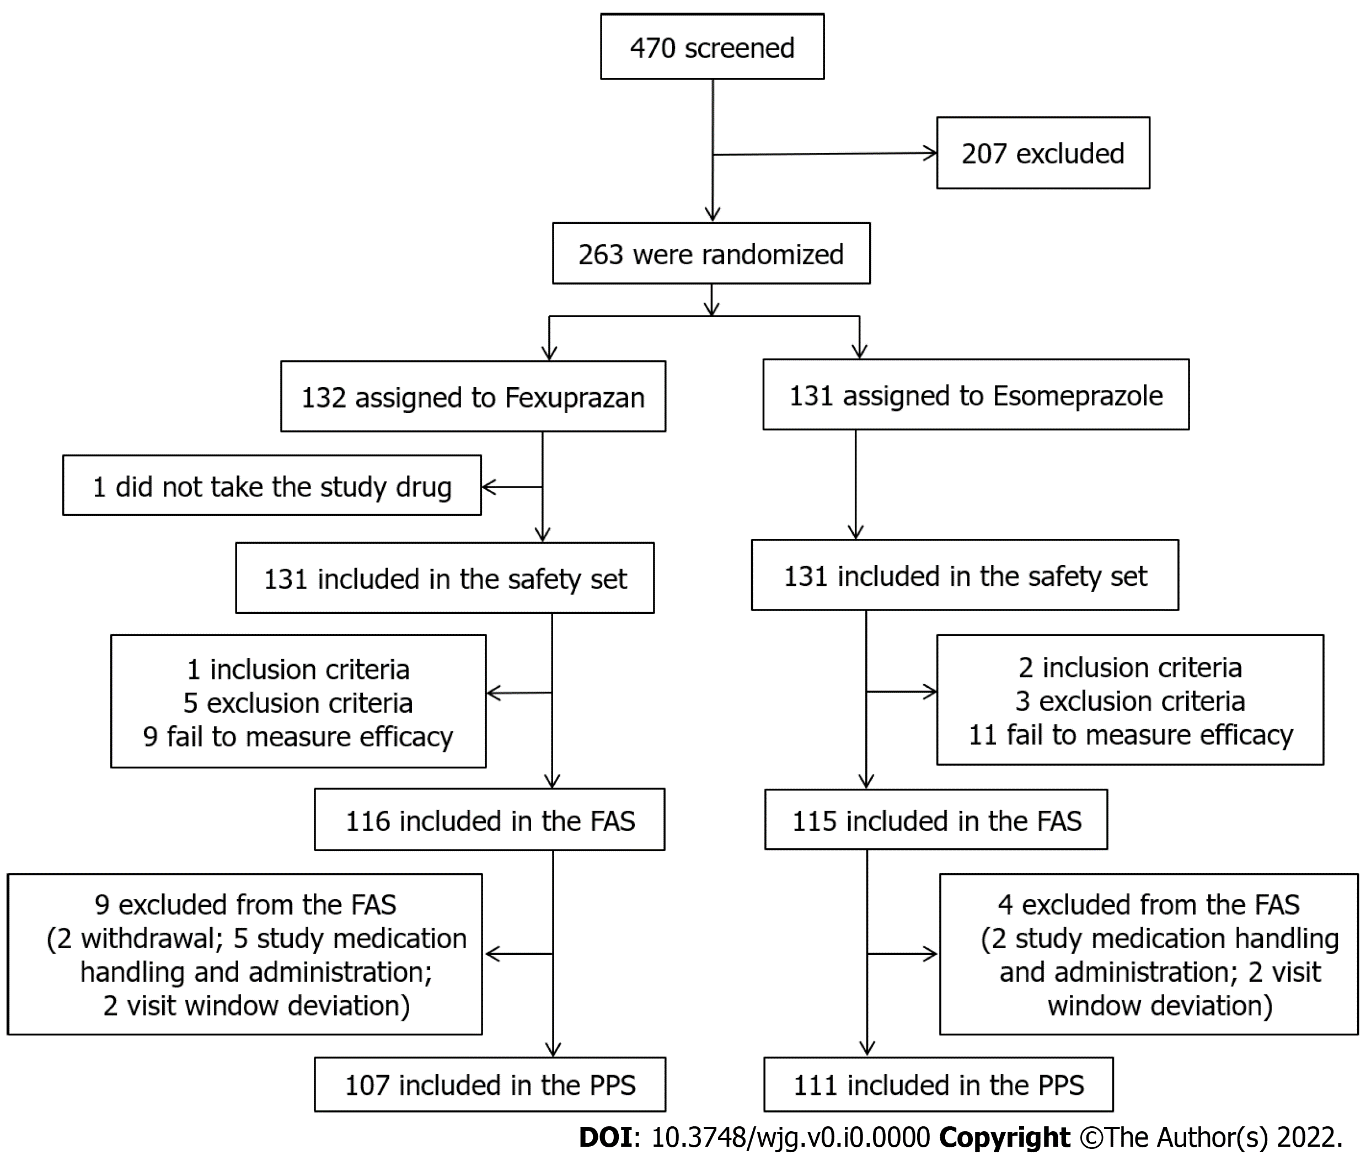 470 screened
207 excluded
263 were randomized
132 assigned to Fexuprazan
131 assigned to Esomeprazole
1 did not take the study drug
131 included in the safety set
131 included in the safety set
1 inclusion criteria
5 exclusion criteria
9 fail to measure efficacy
2 inclusion criteria
3 exclusion criteria
11 fail to measure efficacy
116 included in the FAS
115 included in the FAS
9 excluded from the FAS
(2 withdrawal; 5 study medication
handling and administration;
2 visit window deviation)
4 excluded from the FAS
(2 study medication handling
and administration; 2 visit
window deviation)
107 included in the PPS
111 included in the PPS
DOI: 10.3748/wjg.v0.i0.0000 Copyright ©The Author(s) 2022.